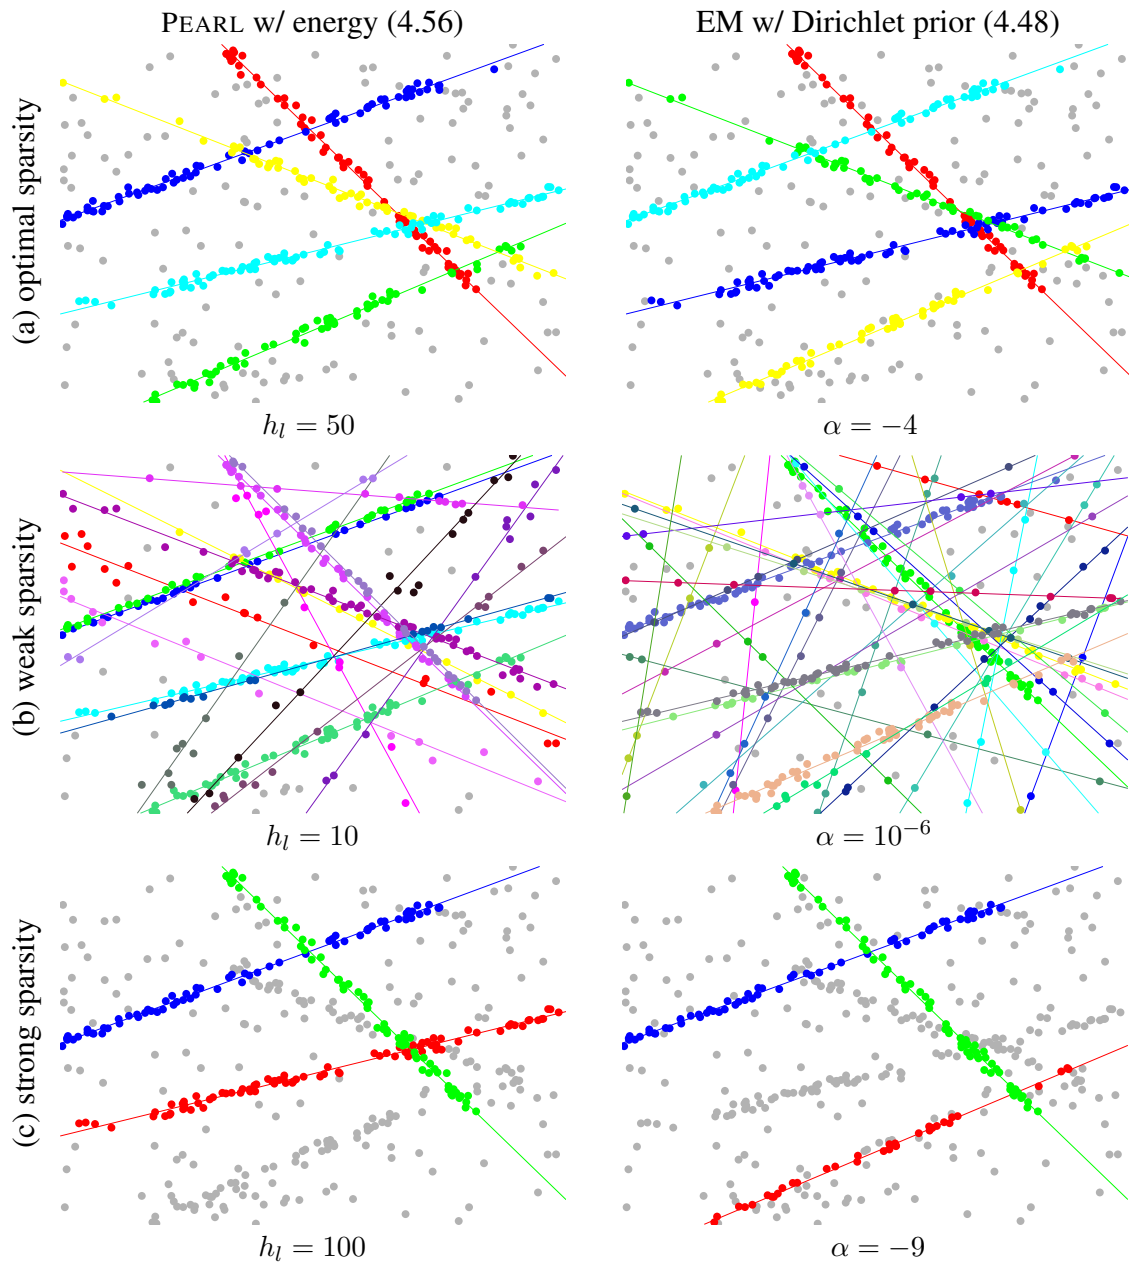 PEARL w/ energy (4.56)
EM w/ Dirichlet prior (4.48)
(a) optimal sparsity
h_l = 50
α = −4
(b) weak sparsity
h_l = 10
α = 10⁻⁶
(c) strong sparsity
h_l = 100
α = −9